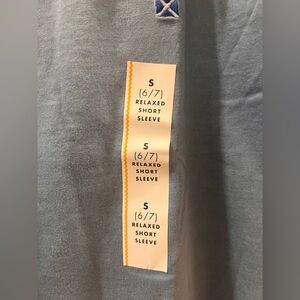 S
(6/7)
RELAXED
SHORT
SLEEVE
S
(6/7)
RELAXED
SHORT
SLEEVE
S
(6/7)
RELAXED
SHORT
SLEEVE